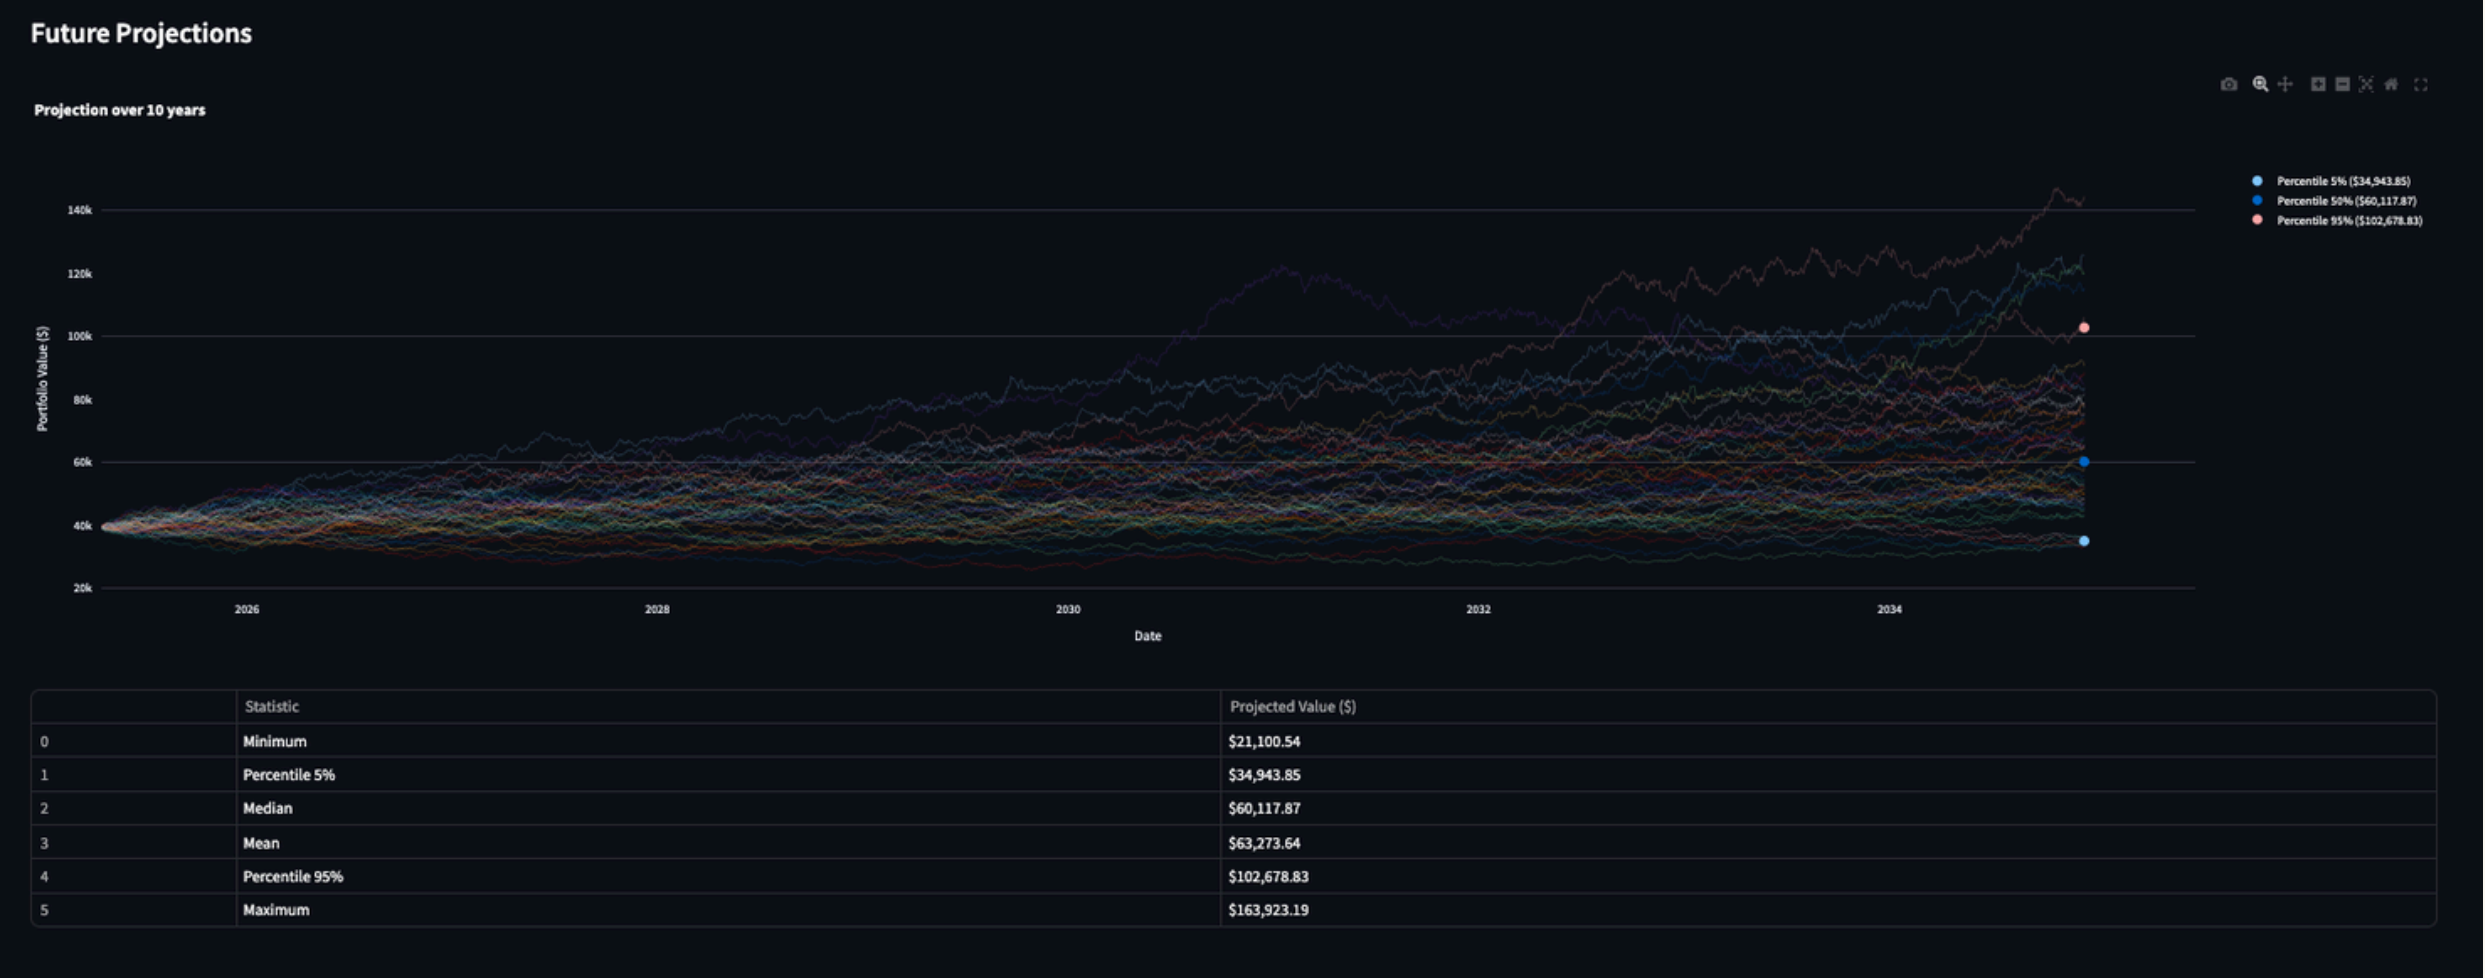 Future Projections
Projection over 10 years
Percentile 5% ($34,943.85)
Percentile 50% ($60,117.87)
Percentile 95% ($102,678.83)
140k
120k
100k
80k
60k
40k
20k
Portfolio Value ($)
2026 2028 2030 2032 2034
Date
Statistic Projected Value ($)
0 Minimum $21,100.54
1 Percentile 5% $34,943.85
2 Median $60,117.87
3 Mean $63,273.64
4 Percentile 95% $102,678.83
5 Maximum $163,923.19